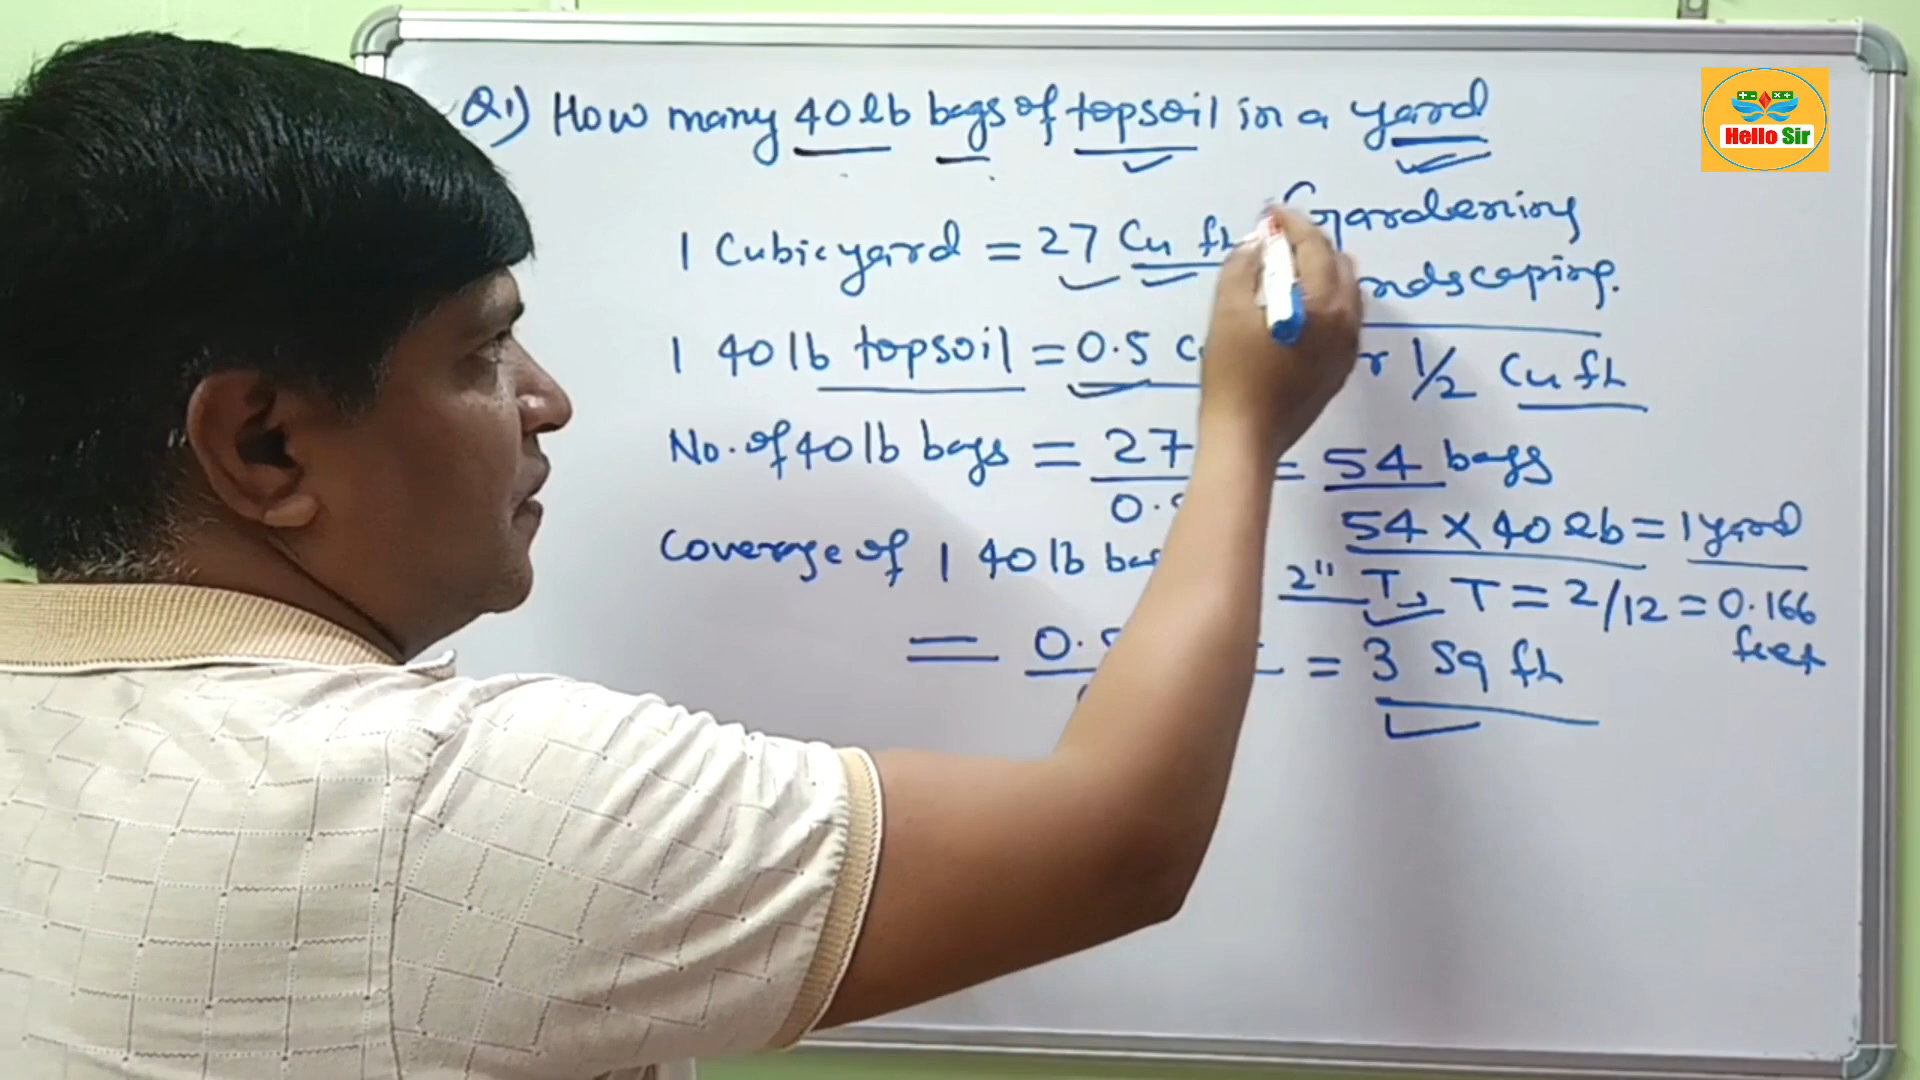 Q1) How many 40lb bags of topsoil in a yard
Hello Sir
Gardening
1 Cubic yard = 27 Cu ft
1 40lb topsoil = 0.5 1/2 Cu ft
No. of 40lb bags = 27 = 54 bags
54 x 40lb = 1 yard
Coverage of 1 40lb
2" T, T = 2/12 = 0.166 feet
= = 3 Sq ft